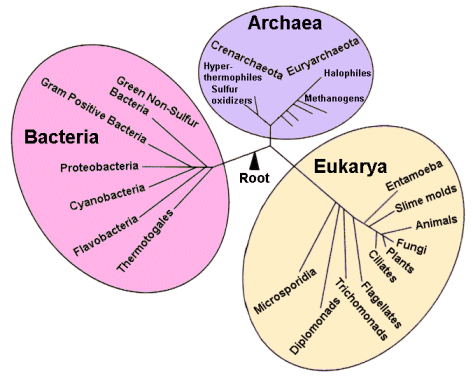 Archaea
Crenarchaeota
Euryarchaeota
Hyper-
thermophiles
Sulfur
oxidizers
Halophiles
Methanogens
Bacteria
Green Non-Sulfur
Bacteria
Gram Positive Bacteria
Proteobacteria
Cyanobacteria
Flavobacteria
Thermotogales
Root
Eukarya
Entamoeba
Slime molds
Animals
Fungi
Plants
Ciliates
Flagellates
Trichomonads
Diplomonads
Microsporidia